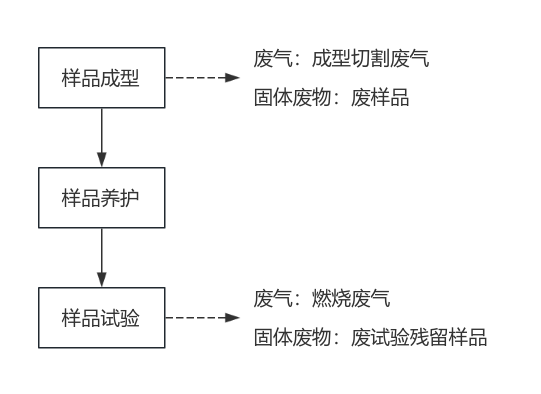 样品成型
废气：成型切割废气
固体废物：废样品
样品养护
样品试验
废气：燃烧废气
固体废物：废试验残留样品